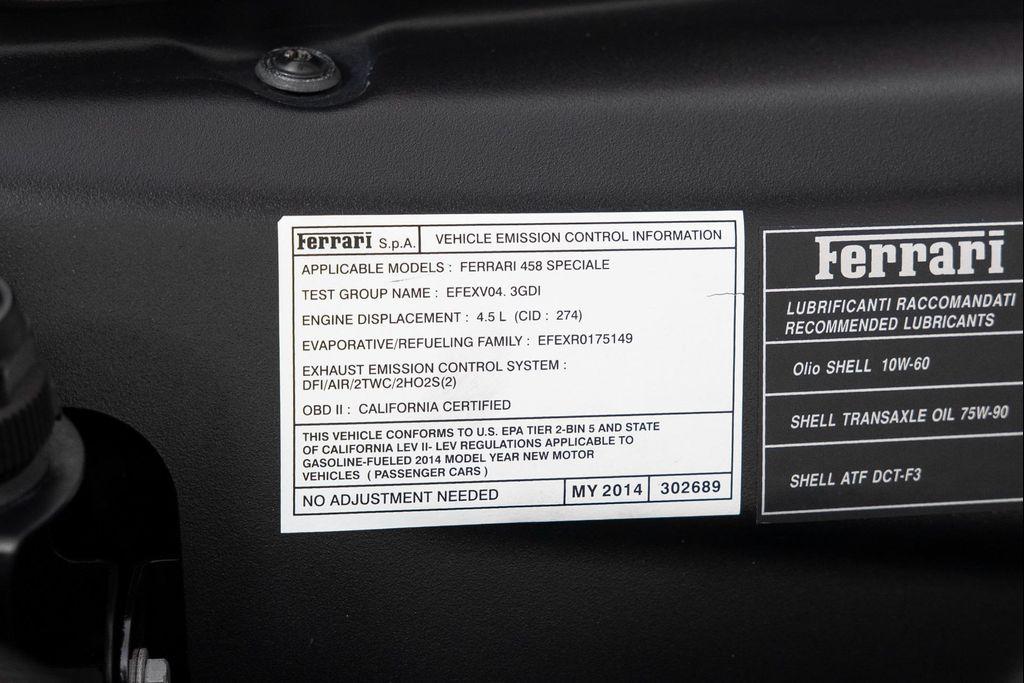 Ferrari S.p.A. VEHICLE EMISSION CONTROL INFORMATION
APPLICABLE MODELS : FERRARI 458 SPECIALE
TEST GROUP NAME : EFEXV04. 3GDI
ENGINE DISPLACEMENT : 4.5 L (CID : 274)
EVAPORATIVE/REFUELING FAMILY : EFEXR0175149
EXHAUST EMISSION CONTROL SYSTEM :
DFI/AIR/2TWC/2HO2S(2)
OBD II : CALIFORNIA CERTIFIED
THIS VEHICLE CONFORMS TO U.S. EPA TIER 2-BIN 5 AND STATE
OF CALIFORNIA LEV II- LEV REGULATIONS APPLICABLE TO
GASOLINE-FUELED 2014 MODEL YEAR NEW MOTOR
VEHICLES ( PASSENGER CARS )
NO ADJUSTMENT NEEDED MY 2014 302689
Ferrari
LUBRIFICANTI RACCOMANDATI
RECOMMENDED LUBRICANTS
Olio SHELL 10W-60
SHELL TRANSAXLE OIL 75W-90
SHELL ATF DCT-F3